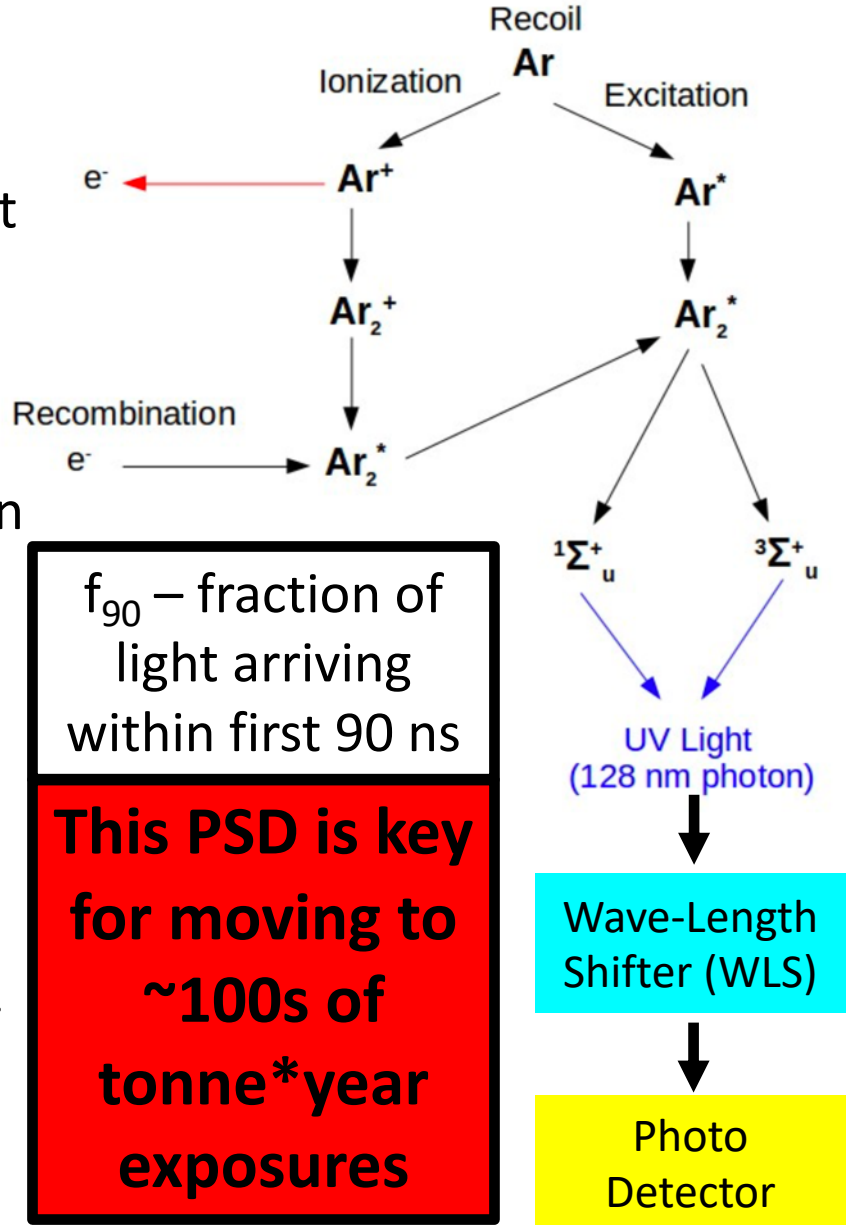 Recoil
Ar
Ionization
Excitation
e⁻
Ar⁺
Ar*
t
Ar₂⁺
Ar₂*
Recombination
e⁻
Ar₂*
n
¹Σ⁺ᵤ
³Σ⁺ᵤ
f₉₀ – fraction of
light arriving
within first 90 ns
UV Light
(128 nm photon)
This PSD is key
for moving to
~100s of
tonne*year
exposures
Wave-Length
Shifter (WLS)
Photo
Detector